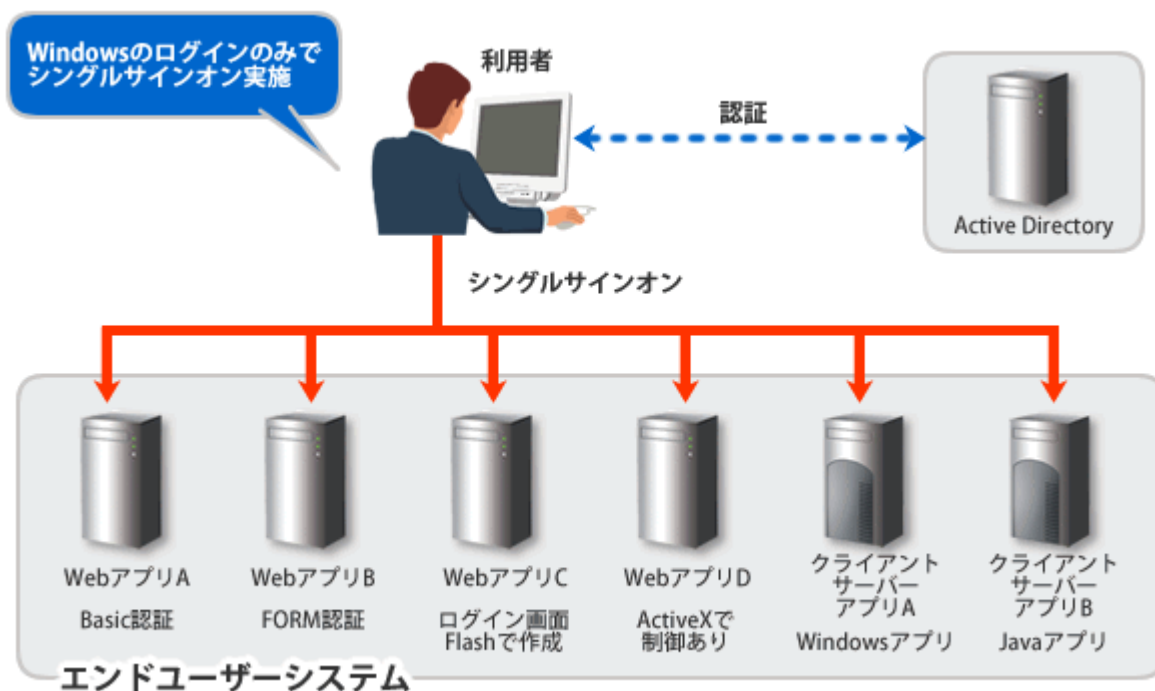 Windowsのログインのみで
シングルサインオン実施
利用者
認証
Active Directory
シングルサインオン
WebアプリA
Basic認証
WebアプリB
FORM認証
WebアプリC
ログイン画面
Flashで作成
WebアプリD
ActiveXで
制御あり
クライアント
サーバー
アプリA
Windowsアプリ
クライアント
サーバー
アプリB
Javaアプリ
エンドユーザーシステム